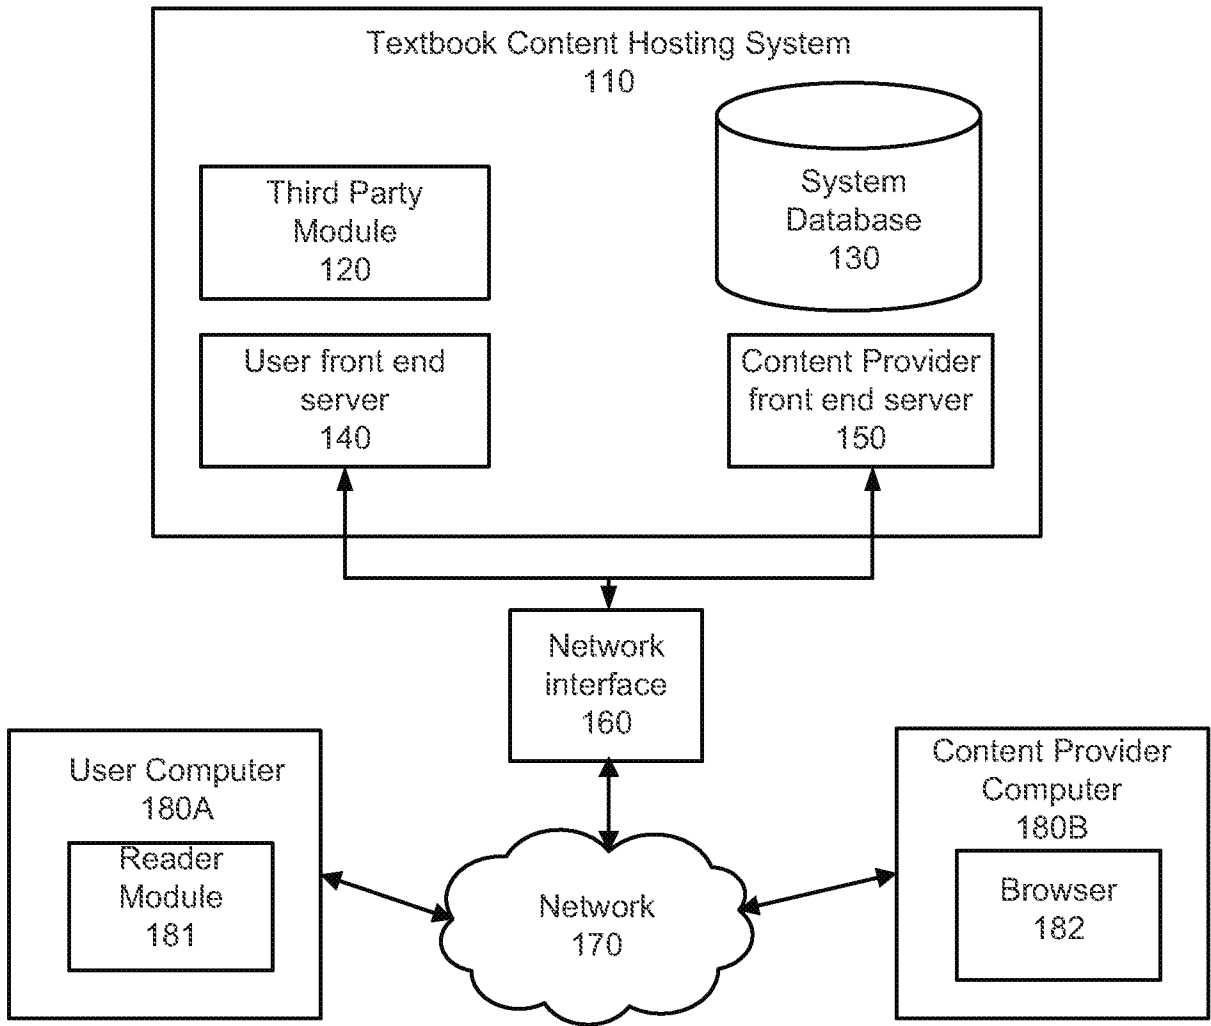 Textbook Content Hosting System
110
Third Party
Module
120
System
Database
130
User front end
server
140
Content Provider
front end server
150
Network
interface
160
User Computer
180A
Reader
Module
181
Network
170
Content Provider
Computer
180B
Browser
182